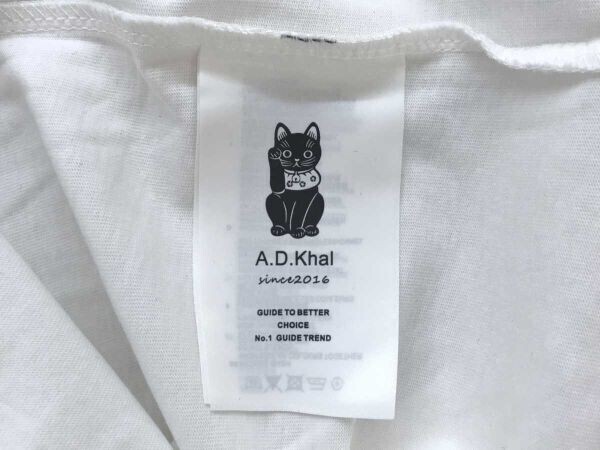 A.D.Khal
since2016
GUIDE TO BETTER
CHOICE
No.1 GUIDE TREND